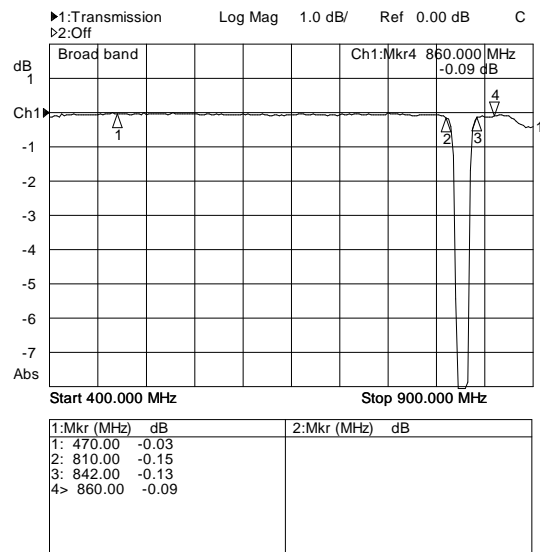 ▶1:Transmission Log Mag 1.0 dB/ Ref 0.00 dB C
▷2:Off
Broad band Ch1:Mkr4 860.000 MHz
-0.09 dB
dB
1
Ch1▶
-1
-2
-3
-4
-5
-6
-7
Abs
1
2
3
4
1
Start 400.000 MHz Stop 900.000 MHz
1:Mkr (MHz) dB 2:Mkr (MHz) dB
1: 470.00 -0.03
2: 810.00 -0.15
3: 842.00 -0.13
4> 860.00 -0.09